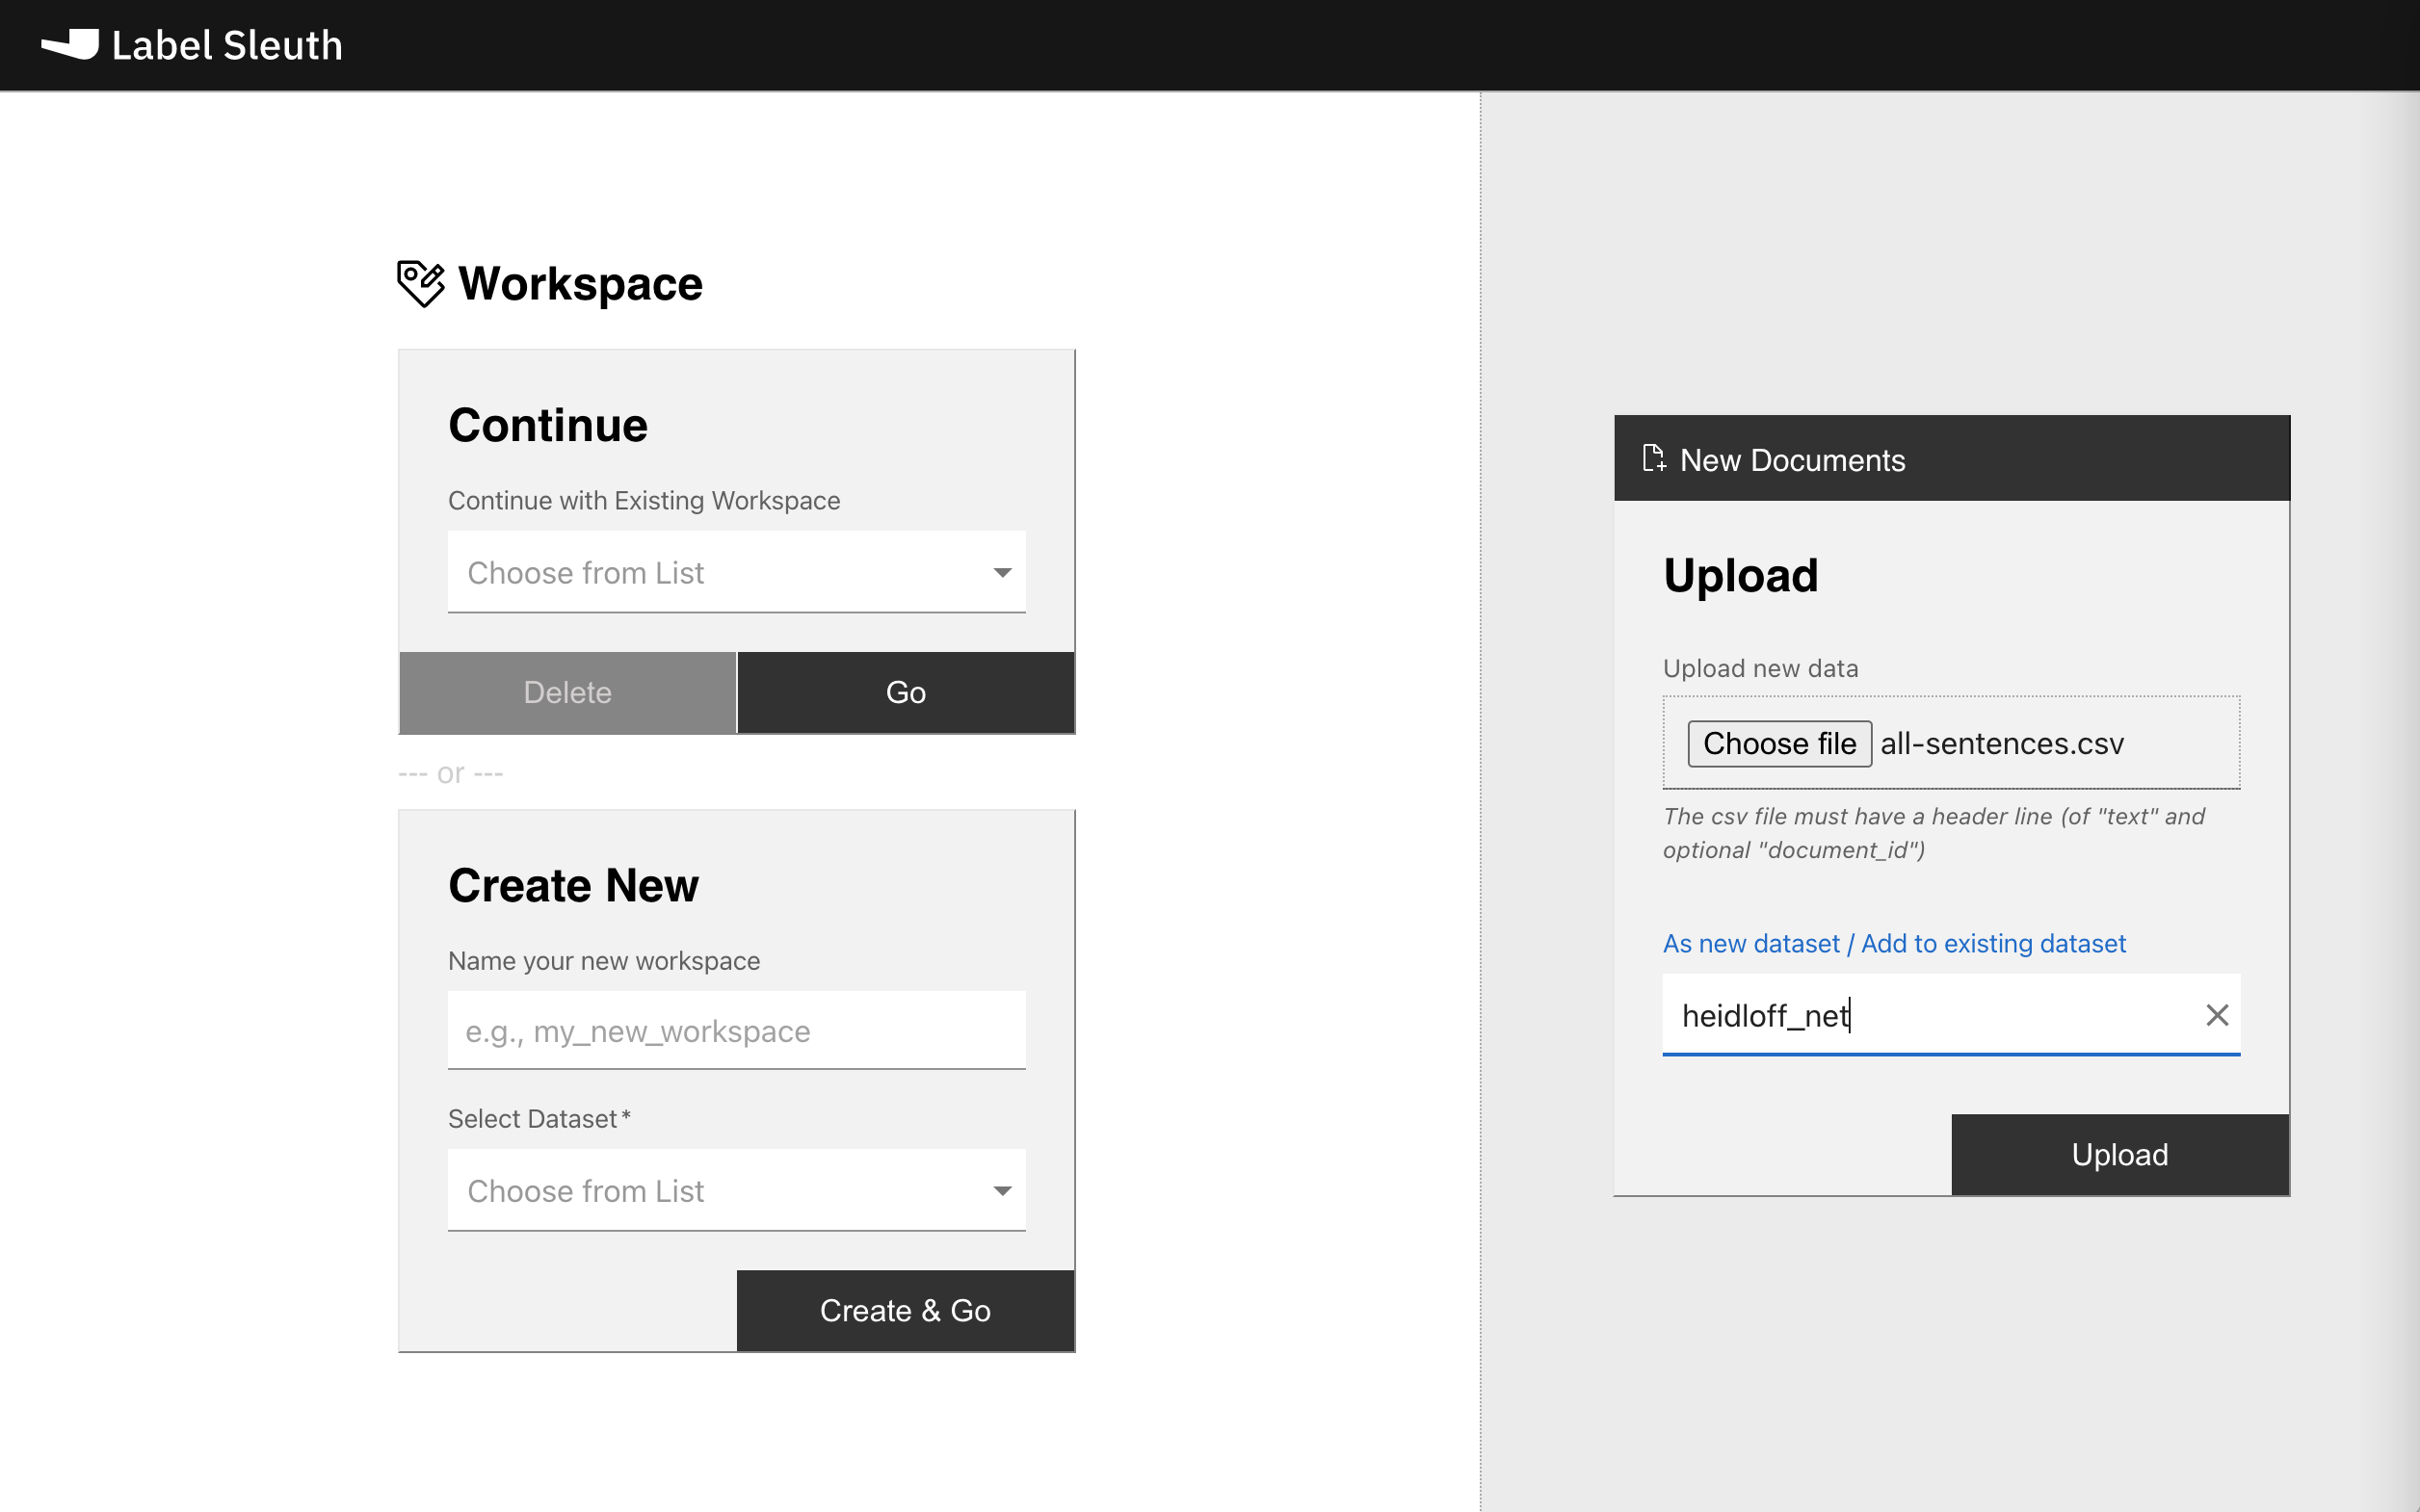 Label Sleuth
Workspace
Continue
Continue with Existing Workspace
Choose from List
Delete
Go
--- or ---
Create New
Name your new workspace
e.g., my_new_workspace
Select Dataset*
Choose from List
Create & Go
New Documents
Upload
Upload new data
Choose file all-sentences.csv
The csv file must have a header line (of "text" and
optional "document_id")
As new dataset / Add to existing dataset
heidloff_net
Upload